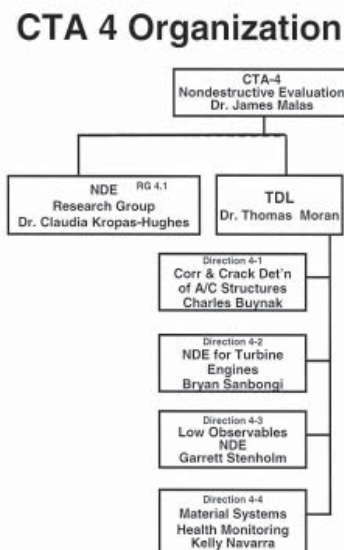 CTA 4 Organization
CTA-4
Nondestructive Evaluation
Dr. James Malas
NDE RG 4.1
Research Group
Dr. Claudia Kropas-Hughes
TDL
Dr. Thomas Moran
Direction 4-1
Corr & Crack Det'n
of A/C Structures
Charles Buynak
Direction 4-2
NDE for Turbine
Engines
Bryan Sanbongi
Direction 4-3
Low Observables
NDE
Garrett Stenholm
Direction 4-4
Material Systems
Health Monitoring
Kelly Navarra